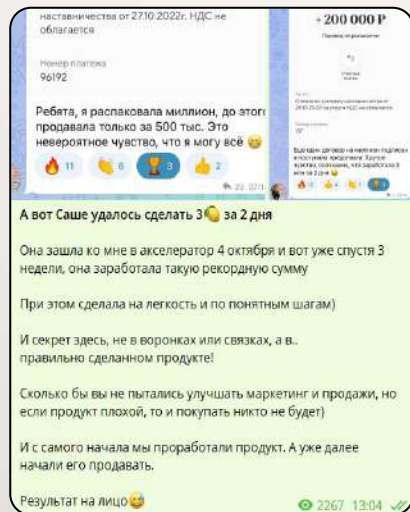 наставничества от 27.10.2022г. НДС не
облагается
Номер платежа
96192
Ребята, я распаковала миллион, до этого
продавала только за 500 тыс. Это
невероятное чувство, что я могу всё
🔥 11 👏 6 🏆 3 👍 2
+ 200 000 ₽
А вот Саше удалось сделать 3🍋 за 2 дня
Она зашла ко мне в акселератор 4 октября и вот уже спустя 3
недели, она заработала такую рекордную сумму
При этом сделала на легкость и по понятным шагам)
И секрет здесь, не в воронках или связках, а в..
правильно сделанном продукте!
Сколько бы вы не пытались улучшать маркетинг и продажи, но
если продукт плохой, то и покупать никто не будет)
И с самого начала мы проработали продукт. А уже далее
начали его продавать.
Результат на лицо😅
2267 13:04